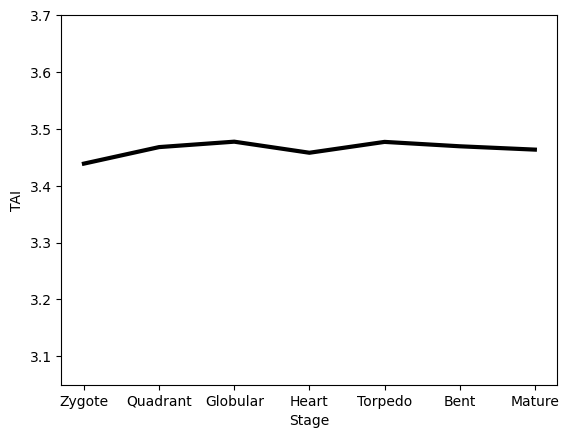 3.7
3.6
3.5
3.4
3.3
3.2
3.1
TAI
Zygote Quadrant Globular Heart Torpedo Bent Mature
Stage